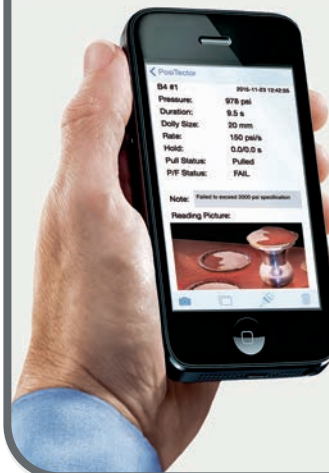 PosiTector
B4 #1 2015-11-23 12:42:55
Pressure: 978 psi
Duration: 9.5 s
Dolly Size: 20 mm
Rate: 150 psi/s
Hold: 0.0/0.0 s
Pull Status: Pulled
P/F Status: FAIL
Note: Failed to exceed 2000 psi specification
Reading Picture: